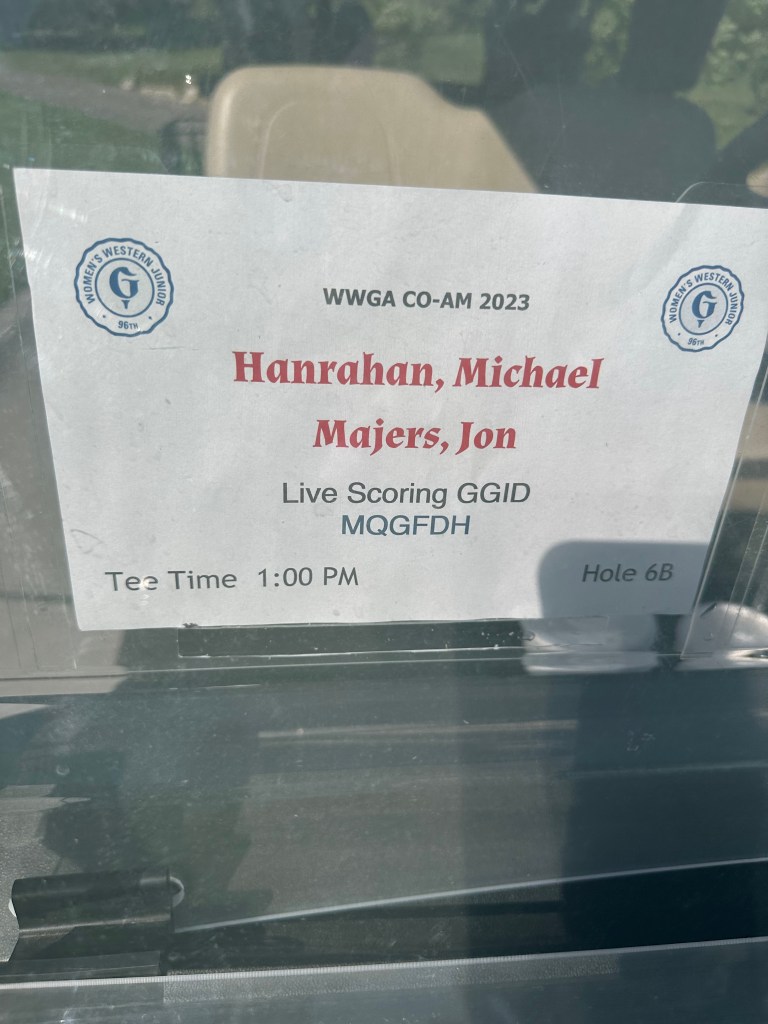 WOMEN'S WESTERN JUNIOR
G
96TH
WWGA CO-AM 2023
WOMEN'S WESTERN JUNIOR
G
96TH
Hanrahan, Michael
Majers, Jon
Live Scoring GGID
MQGFDH
Tee Time 1:00 PM
Hole 6B